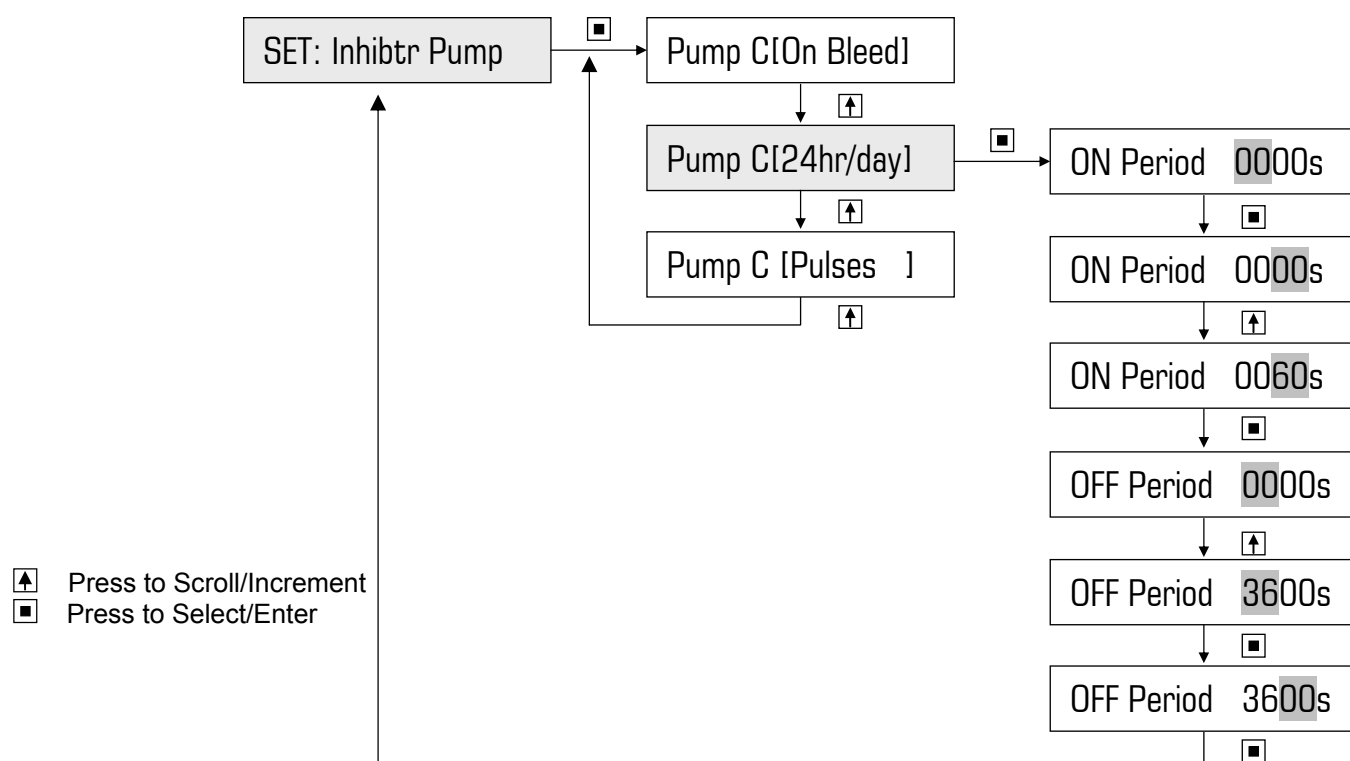 SET: Inhibtr Pump
Pump C[On Bleed]
Pump C[24hr/day]
Pump C [Pulses ]
ON Period 0000s
ON Period 0000s
ON Period 0060s
OFF Period 0000s
OFF Period 3600s
OFF Period 3600s
Press to Scroll/Increment
Press to Select/Enter